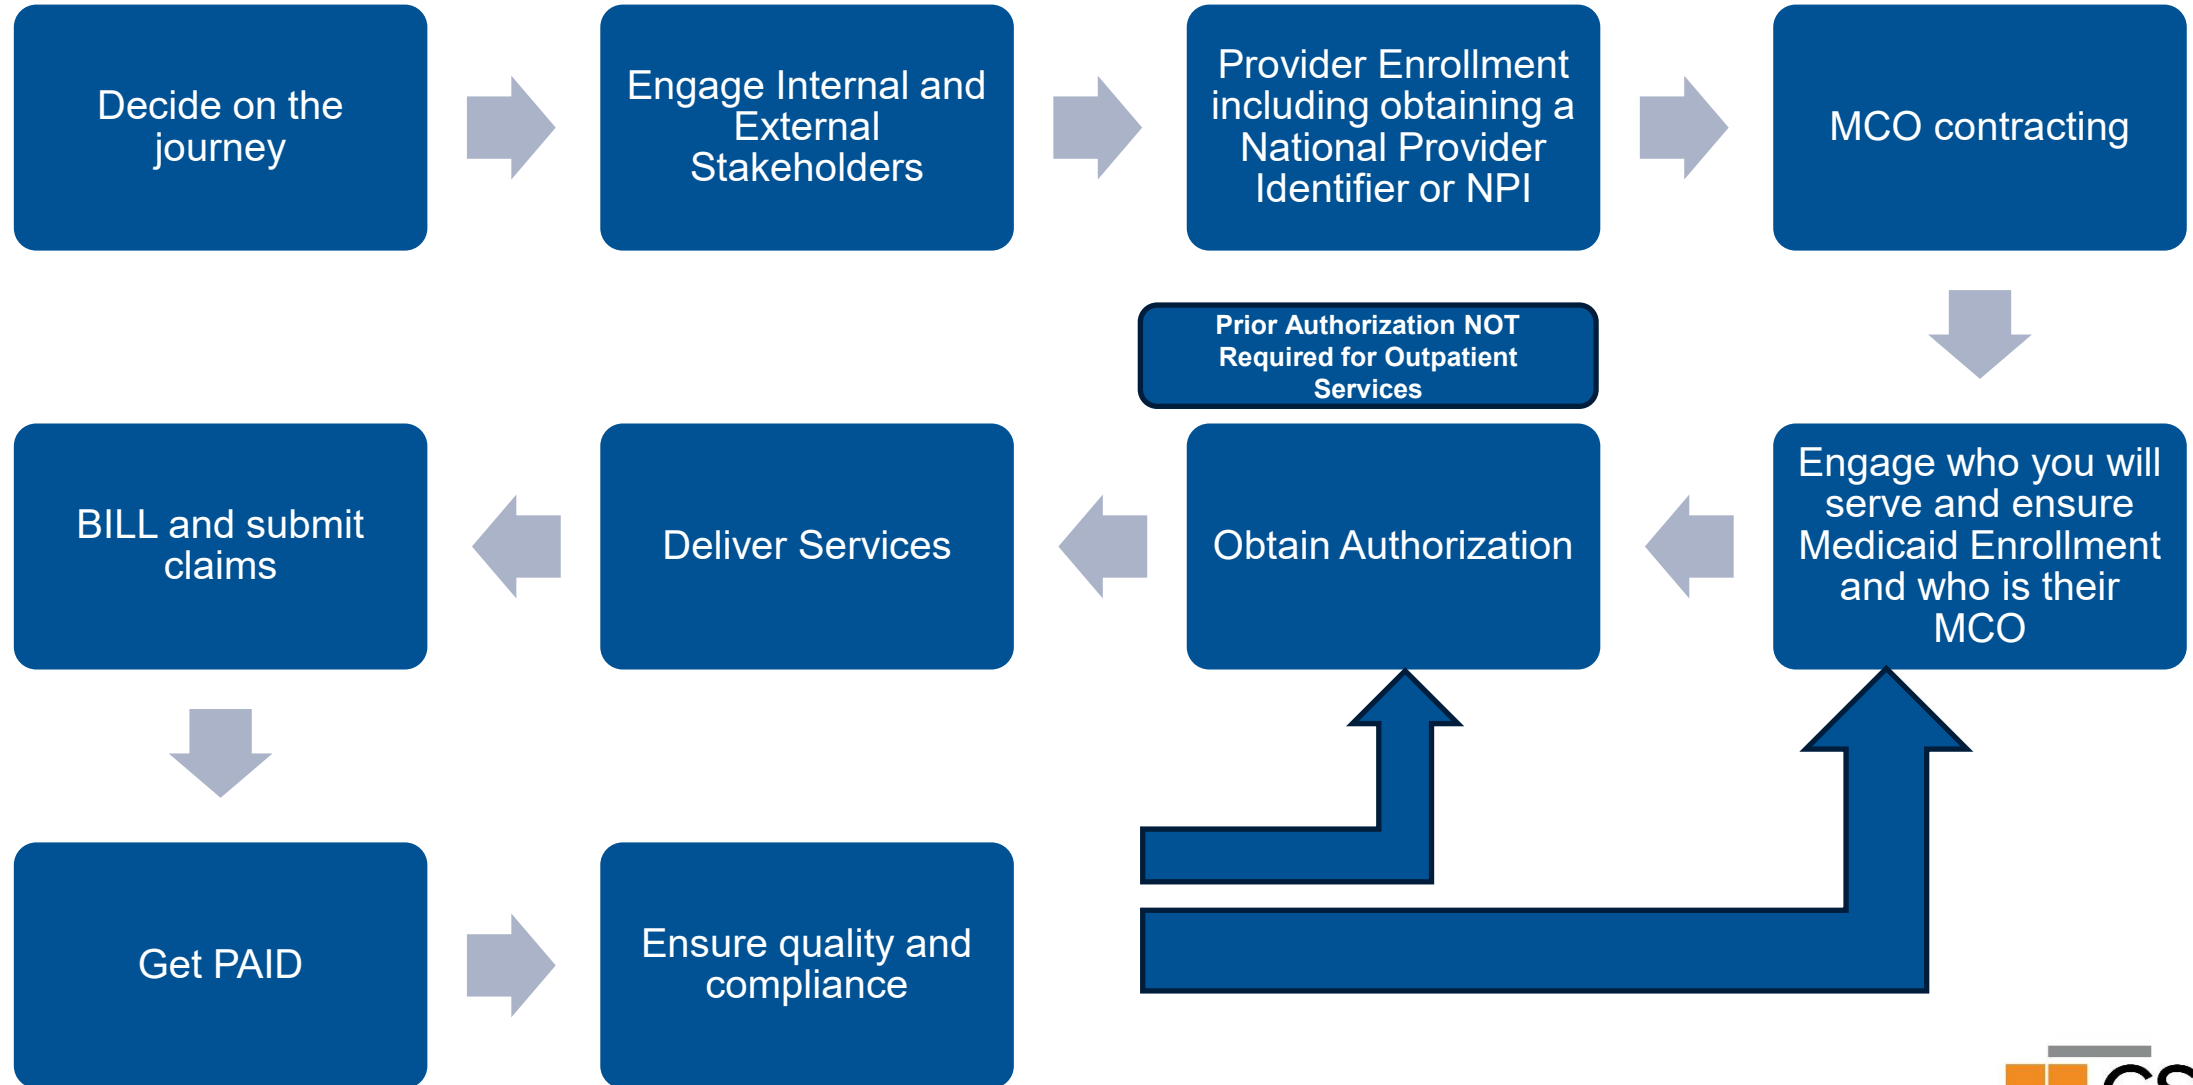 Decide on the
journey
Engage Internal and
External
Stakeholders
Provider Enrollment
including obtaining a
National Provider
Identifier or NPI
MCO contracting
Prior Authorization NOT
Required for Outpatient
Services
Engage who you will
serve and ensure
Medicaid Enrollment
and who is their
MCO
Obtain Authorization
Deliver Services
BILL and submit
claims
Get PAID
Ensure quality and
compliance